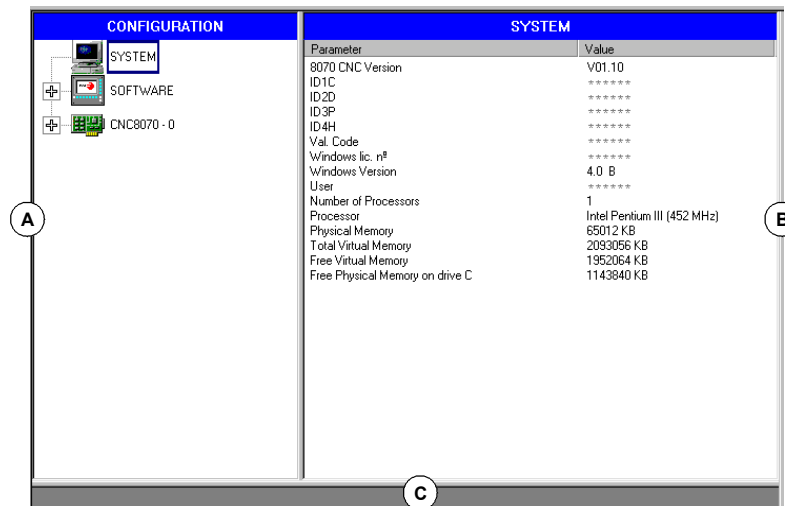 CONFIGURATION
SYSTEM
SOFTWARE
CNC8070 - 0
SYSTEM
Parameter Value
8070 CNC Version V01.10
ID1C ******
ID2D ******
ID3P ******
ID4H ******
Val. Code ******
Windows lic. nº ******
Windows Version 4.0 B
User ******
Number of Processors 1
Processor Intel Pentium III (452 MHz)
Physical Memory 65012 KB
Total Virtual Memory 2093056 KB
Free Virtual Memory 1952064 KB
Free Physical Memory on drive C 1143840 KB
A
B
C